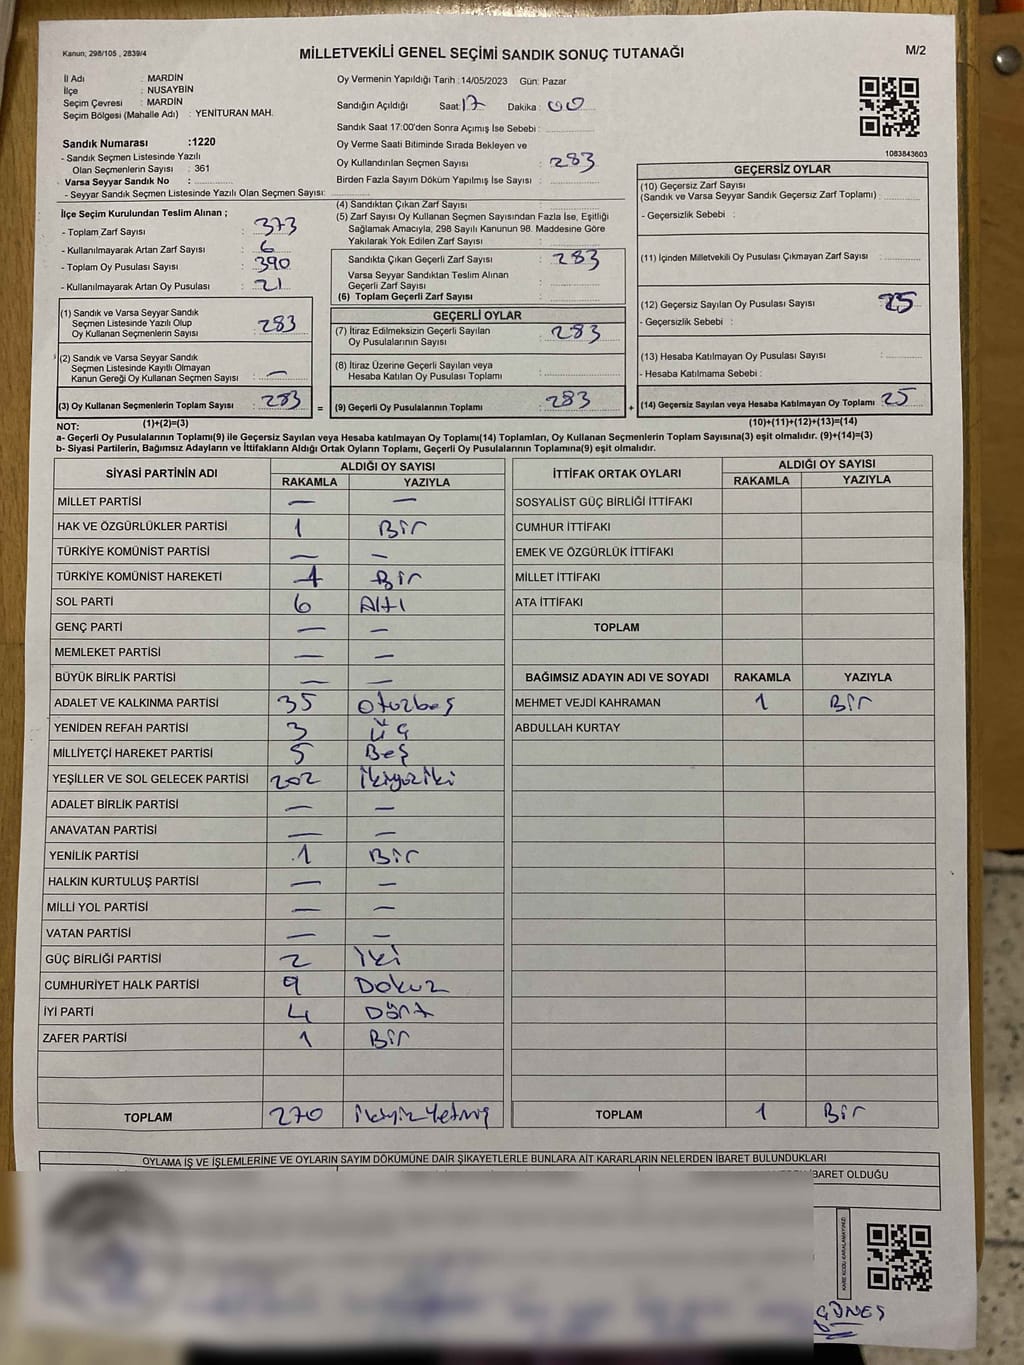 Kanun; 298/105 , 2839/4
MİLLETVEKİLİ GENEL SEÇİMİ SANDIK SONUÇ TUTANAĞI
M/2
İl Adı : MARDİN
İlçe : NUSAYBİN
Seçim Çevresi : MARDİN
Seçim Bölgesi (Mahalle Adı) : YENİTURAN MAH.
Oy Vermenin Yapıldığı Tarih : 14/05/2023 Gün: Pazar
Sandığın Açıldığı Saat: 17 Dakika : 00
Sandık Saat 17:00'den Sonra Açımış İse Sebebi :
Sandık Numarası :1220
- Sandık Seçmen Listesinde Yazılı
Olan Seçmenlerin Sayısı : 361
Varsa Seyyar Sandık No :
- Seyyar Sandık Seçmen Listesinde Yazılı Olan Seçmen Sayısı:
Oy Verme Saati Bitiminde Sırada Bekleyen ve
Oy Kullandırılan Seçmen Sayısı : 283
Birden Fazla Sayım Döküm Yapılmış İse Sayısı :
1083843603
İlçe Seçim Kurulundan Teslim Alınan ;
- Toplam Zarf Sayısı : 373
- Kullanılmayarak Artan Zarf Sayısı : 6
- Toplam Oy Pusulası Sayısı : 390
- Kullanılmayarak Artan Oy Pusulası : 21
(4) Sandıktan Çıkan Zarf Sayısı :
(5) Zarf Sayısı Oy Kullanan Seçmen Sayısından Fazla İse, Eşitliği
Sağlamak Amacıyla, 298 Sayılı Kanunun 98. Maddesine Göre
Yakılarak Yok Edilen Zarf Sayısı :
Sandıkta Çıkan Geçerli Zarf Sayısı : 283
Varsa Seyyar Sandıktan Teslim Alınan
Geçerli Zarf Sayısı :
(6) Toplam Geçerli Zarf Sayısı :
GEÇERSİZ OYLAR
(10) Geçersiz Zarf Sayısı
(Sandık ve Varsa Seyyar Sandık Geçersiz Zarf Toplamı) :
- Geçersizlik Sebebi :
(11) İçinden Milletvekili Oy Pusulası Çıkmayan Zarf Sayısı :
(12) Geçersiz Sayılan Oy Pusulası Sayısı : 25
- Geçersizlik Sebebi :
(13) Hesaba Katılmayan Oy Pusulası Sayısı :
- Hesaba Katılmama Sebebi :
(14) Geçersiz Sayılan veya Hesaba Katılmayan Oy Toplamı : 25
(10)+(11)+(12)+(13)=(14)
(1) Sandık ve Varsa Seyyar Sandık
Seçmen Listesinde Yazılı Olup
Oy Kullanan Seçmenlerin Sayısı : 283
(2) Sandık ve Varsa Seyyar Sandık
Seçmen Listesinde Kayıtlı Olmayan
Kanun Gereği Oy Kullanan Seçmen Sayısı : —
(3) Oy Kullanan Seçmenlerin Toplam Sayısı : 283 =
(1)+(2)=(3)
GEÇERLİ OYLAR
(7) İtiraz Edilmeksizin Geçerli Sayılan
Oy Pusulalarının Sayısı : 283
(8) İtiraz Üzerine Geçerli Sayılan veya
Hesaba Katılan Oy Pusulası Toplamı :
(9) Geçerli Oy Pusulalarının Toplamı : 283 +
NOT:
a- Geçerli Oy Pusulalarının Toplamı(9) ile Geçersiz Sayılan veya Hesaba katılmayan Oy Toplamı(14) Toplamları, Oy Kullanan Seçmenlerin Toplam Sayısına(3) eşit olmalıdır. (9)+(14)=(3)
b- Siyasi Partilerin, Bağımsız Adayların ve İttifakların Aldığı Ortak Oyların Toplamı, Geçerli Oy Pusulalarının Toplamına(9) eşit olmalıdır.
SİYASİ PARTİNİN ADI ALDIĞI OY SAYISI
RAKAMLA YAZIYLA
MİLLET PARTİSİ — —
HAK VE ÖZGÜRLÜKLER PARTİSİ 1 Bir
TÜRKİYE KOMÜNİST PARTİSİ — —
TÜRKİYE KOMÜNİST HAREKETİ 1 Bir
SOL PARTİ 6 Altı
GENÇ PARTİ — —
MEMLEKET PARTİSİ — —
BÜYÜK BİRLİK PARTİSİ — —
ADALET VE KALKINMA PARTİSİ 35 otuzbeş
YENİDEN REFAH PARTİSİ 3 üç
MİLLİYETÇİ HAREKET PARTİSİ 5 Beş
YEŞİLLER VE SOL GELECEK PARTİSİ 202 ikiyüziki
ADALET BİRLİK PARTİSİ — —
ANAVATAN PARTİSİ — —
YENİLİK PARTİSİ 1 Bir
HALKIN KURTULUŞ PARTİSİ — —
MİLLİ YOL PARTİSİ — —
VATAN PARTİSİ — —
GÜÇ BİRLİĞİ PARTİSİ 2 iki
CUMHURİYET HALK PARTİSİ 9 Dokuz
İYİ PARTİ 4 Dört
ZAFER PARTİSİ 1 Bir
TOPLAM 270 ikiyüzyetmiş
İTTİFAK ORTAK OYLARI ALDIĞI OY SAYISI
RAKAMLA YAZIYLA
SOSYALİST GÜÇ BİRLİĞİ İTTİFAKI
CUMHUR İTTİFAKI
EMEK VE ÖZGÜRLÜK İTTİFAKI
MİLLET İTTİFAKI
ATA İTTİFAKI
TOPLAM
BAĞIMSIZ ADAYIN ADI VE SOYADI RAKAMLA YAZIYLA
MEHMET VEJDİ KAHRAMAN 1 Bir
ABDULLAH KURTAY
TOPLAM 1 Bir
OYLAMA İŞ VE İŞLEMLERİNE VE OYLARIN SAYIM DÖKÜMÜNE DAİR ŞİKAYETLERLE BUNLARA AİT KARARLARIN NELERDEN İBARET BULUNDUKLARI
İBARET OLDUĞU
GÜNEŞ